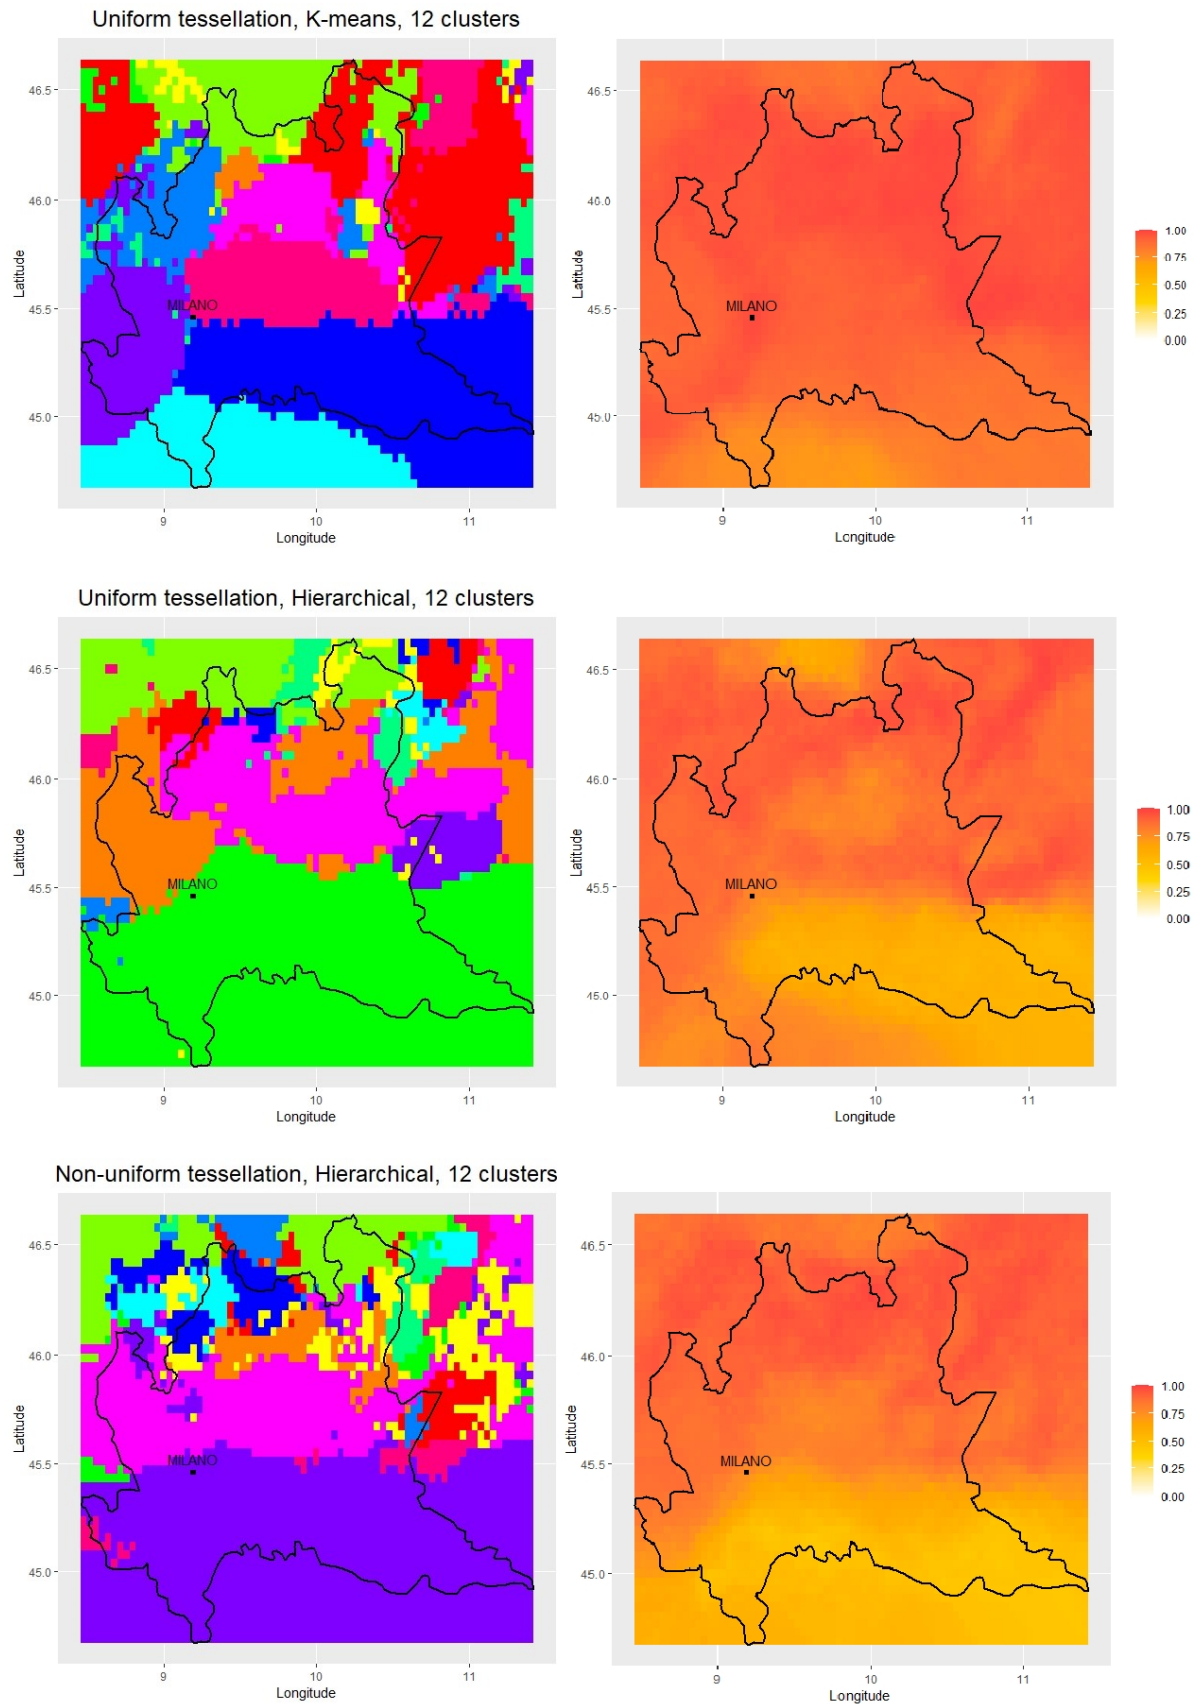 Uniform tessellation, K-means, 12 clusters
Latitude
46.5
46.0
45.5
45.0
MILANO
9
10
11
Longitude
Latitude
46.5
46.0
45.5
45.0
MILANO
9
10
11
Longitude
1.00
0.75
0.50
0.25
0.00
Uniform tessellation, Hierarchical, 12 clusters
Latitude
46.5
46.0
45.5
45.0
MILANO
9
10
11
Longitude
Latitude
46.5
46.0
45.5
45.0
MILANO
9
10
11
Longitude
1.00
0.75
0.50
0.25
0.00
Non-uniform tessellation, Hierarchical, 12 clusters
Latitude
46.5
46.0
45.5
45.0
MILANO
9
10
11
Longitude
Latitude
46.5
46.0
45.5
45.0
MILANO
9
10
11
Longitude
1.00
0.75
0.50
0.25
0.00